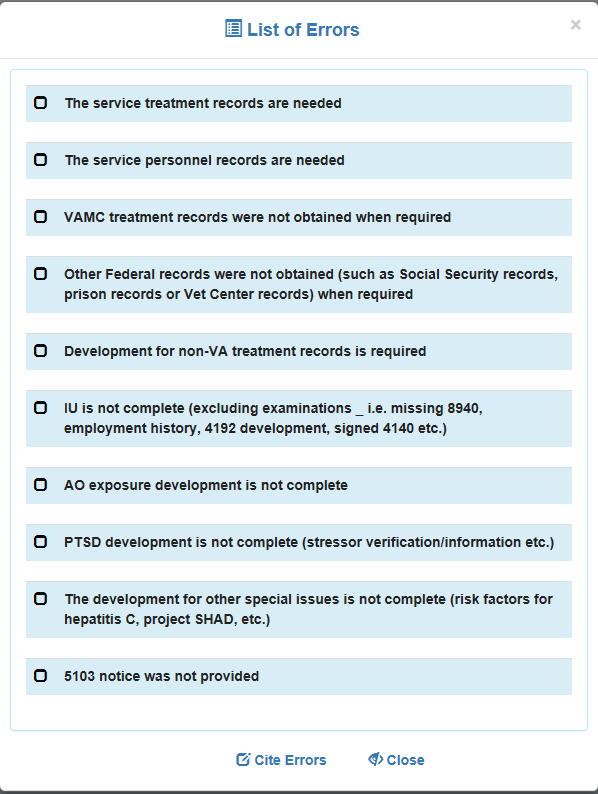 List of Errors
×
The service treatment records are needed
The service personnel records are needed
VAMC treatment records were not obtained when required
Other Federal records were not obtained (such as Social Security records,
prison records or Vet Center records) when required
Development for non-VA treatment records is required
IU is not complete (excluding examinations _ i.e. missing 8940,
employment history, 4192 development, signed 4140 etc.)
AO exposure development is not complete
PTSD development is not complete (stressor verification/information etc.)
The development for other special issues is not complete (risk factors for
hepatitis C, project SHAD, etc.)
5103 notice was not provided
Cite Errors
Close